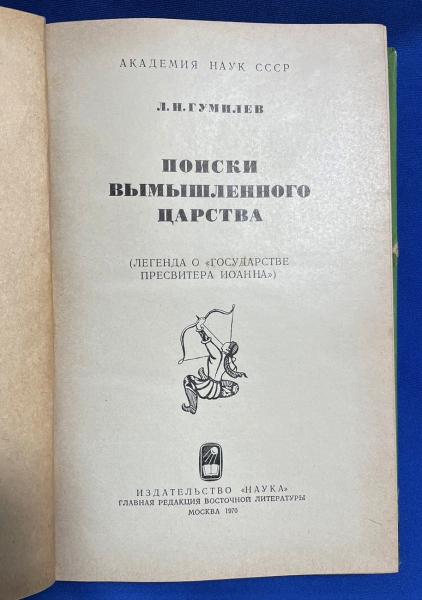 АКАДЕМИЯ НАУК СССР
Л.Н.ГУМИЛЕВ
ПОИСКИ
ВЫМЫШЛЕННОГО
ЦАРСТВА
(ЛЕГЕНДА О «ГОСУДАРСТВЕ
ПРЕСВИТЕРА ИОАННА»)
ИЗДАТЕЛЬСТВО «НАУКА»
ГЛАВНАЯ РЕДАКЦИЯ ВОСТОЧНОЙ ЛИТЕРАТУРЫ
МОСКВА 1970